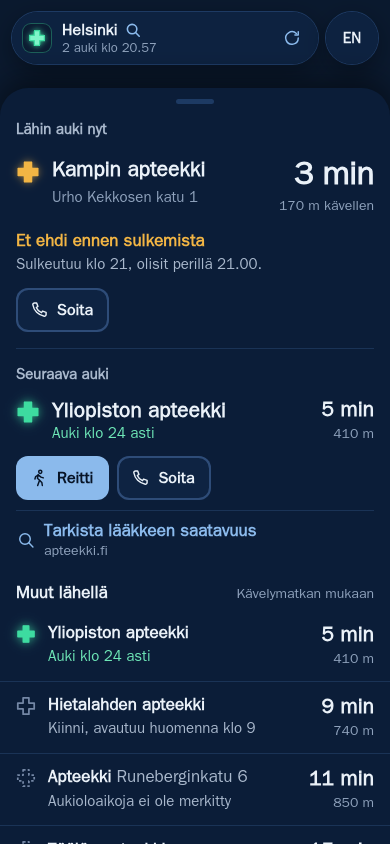 Helsinki
2 auki klo 20.57
EN
Lähin auki nyt
Kampin apteekki
3 min
Urho Kekkosen katu 1
170 m kävellen
Et ehdi ennen sulkemista
Sulkeutuu klo 21, olisit perillä 21.00.
Soita
Seuraava auki
Yliopiston apteekki
5 min
Auki klo 24 asti
410 m
Reitti
Soita
Tarkista lääkkeen saatavuus
apteekki.fi
Muut lähellä
Kävelymatkan mukaan
Yliopiston apteekki
5 min
Auki klo 24 asti
410 m
Hietalahden apteekki
9 min
Kiinni, avautuu huomenna klo 9
740 m
Apteekki Runeberginkatu 6
11 min
Aukioloaikoja ei ole merkitty
850 m